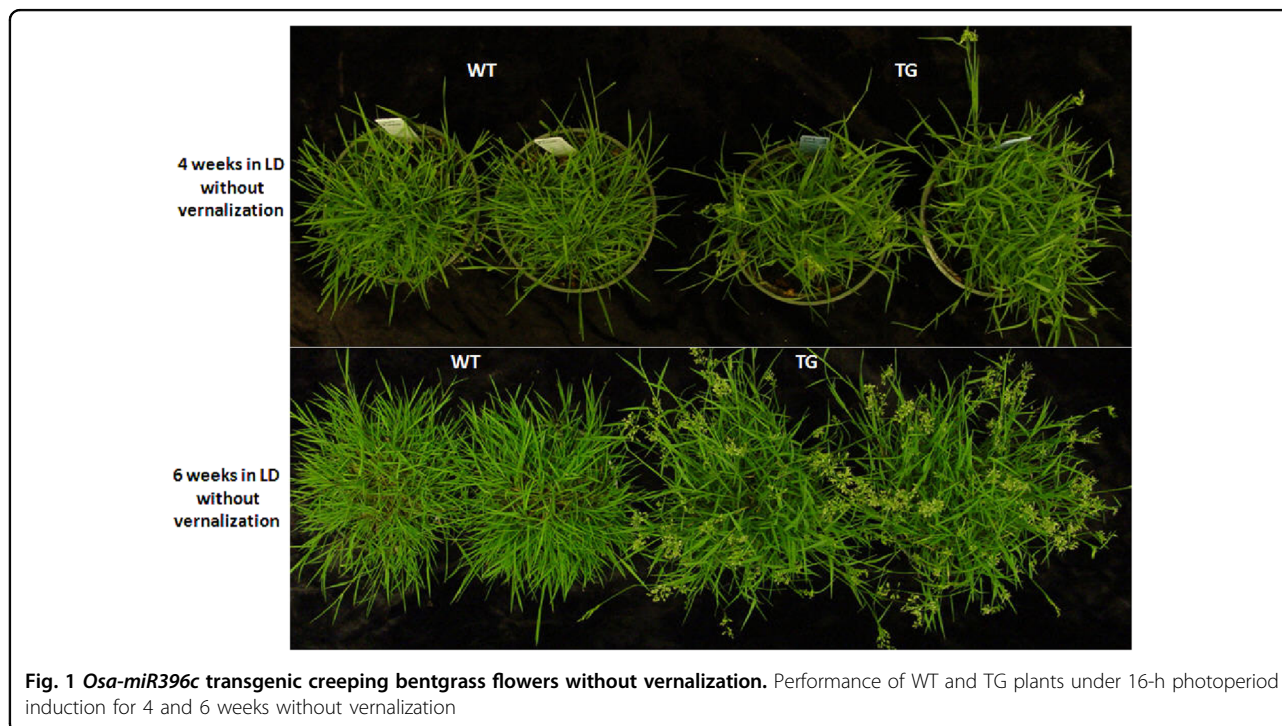 WT
TG
4 weeks in LD
without
vernalization
WT
TG
6 weeks in LD
without
vernalization
Fig. 1 Osa-miR396c transgenic creeping bentgrass flowers without vernalization. Performance of WT and TG plants under 16-h photoperiod
induction for 4 and 6 weeks without vernalization